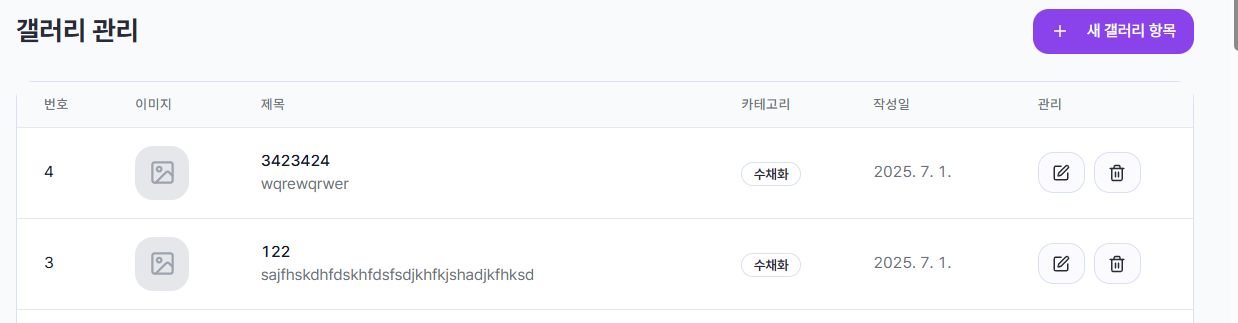 갤러리 관리
+ 새 갤러리 항목
번호 이미지 제목 카테고리 작성일 관리
4 3423424 수채화 2025. 7. 1.
wqrewqrwer
3 122 수채화 2025. 7. 1.
sajfhskdhfdskhfdsfsdjkhfkjshadjkfhksd